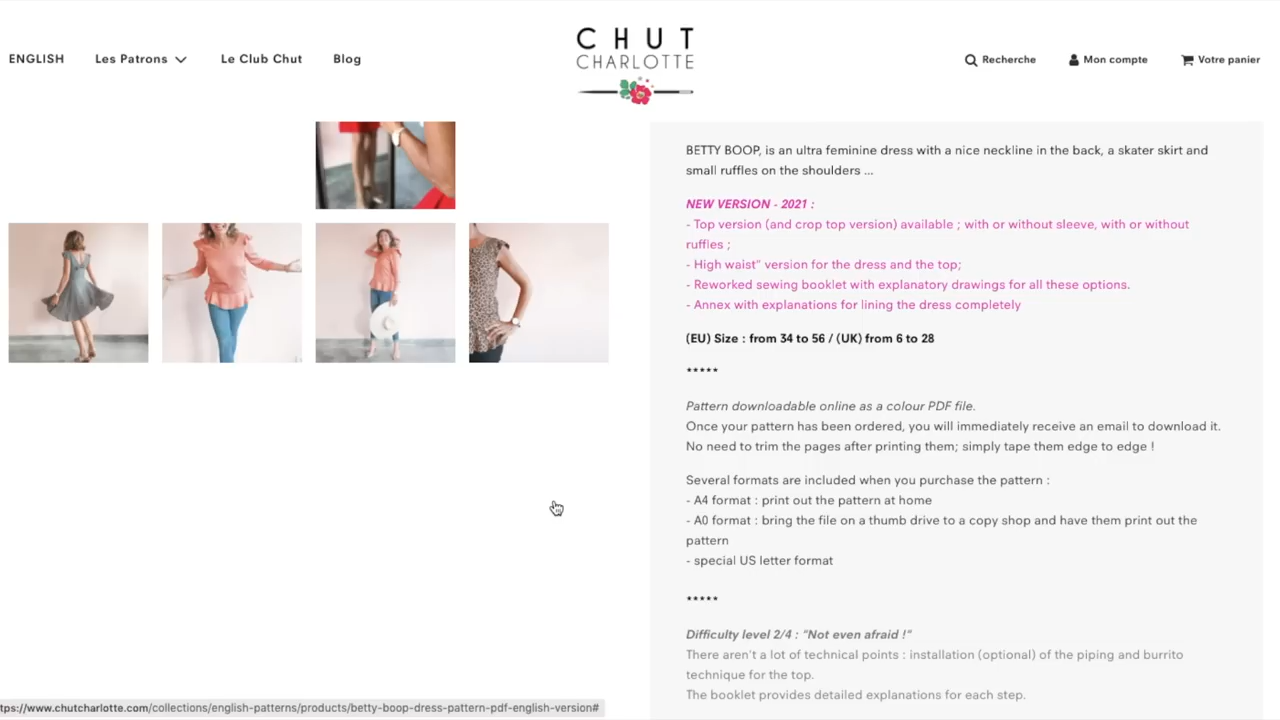 ENGLISH
Les Patrons
Le Club Chut
Blog
CHUT
CHARLOTTE
Recherche
Mon compte
Votre panier
BETTY BOOP, is an ultra feminine dress with a nice neckline in the back, a skater skirt and
small ruffles on the shoulders ...
NEW VERSION - 2021 :
- Top version (and crop top version) available ; with or without sleeve, with or without
ruffles ;
- High waist" version for the dress and the top;
- Reworked sewing booklet with explanatory drawings for all these options.
- Annex with explanations for lining the dress completely
(EU) Size : from 34 to 56 / (UK) from 6 to 28
*****
Pattern downloadable online as a colour PDF file.
Once your pattern has been ordered, you will immediately receive an email to download it.
No need to trim the pages after printing them; simply tape them edge to edge !
Several formats are included when you purchase the pattern :
- A4 format : print out the pattern at home
- A0 format : bring the file on a thumb drive to a copy shop and have them print out the
pattern
- special US letter format
*****
Difficulty level 2/4 : "Not even afraid !"
There aren't a lot of technical points : installation (optional) of the piping and burrito
technique for the top.
The booklet provides detailed explanations for each step.
ttps://www.chutcharlotte.com/collections/english-patterns/products/betty-boop-dress-pattern-pdf-english-version#